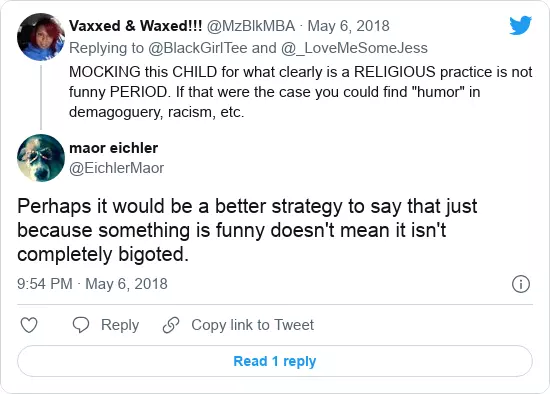 Vaxxed & Waxed!!! @MzBlkMBA · May 6, 2018
Replying to @BlackGirlTee and @_LoveMeSomeJess
MOCKING this CHILD for what clearly is a RELIGIOUS practice is not
funny PERIOD. If that were the case you could find "humor" in
demagoguery, racism, etc.
maor eichler
@EichlerMaor
Perhaps it would be a better strategy to say that just
because something is funny doesn't mean it isn't
completely bigoted.
9:54 PM · May 6, 2018
Reply Copy link to Tweet
Read 1 reply